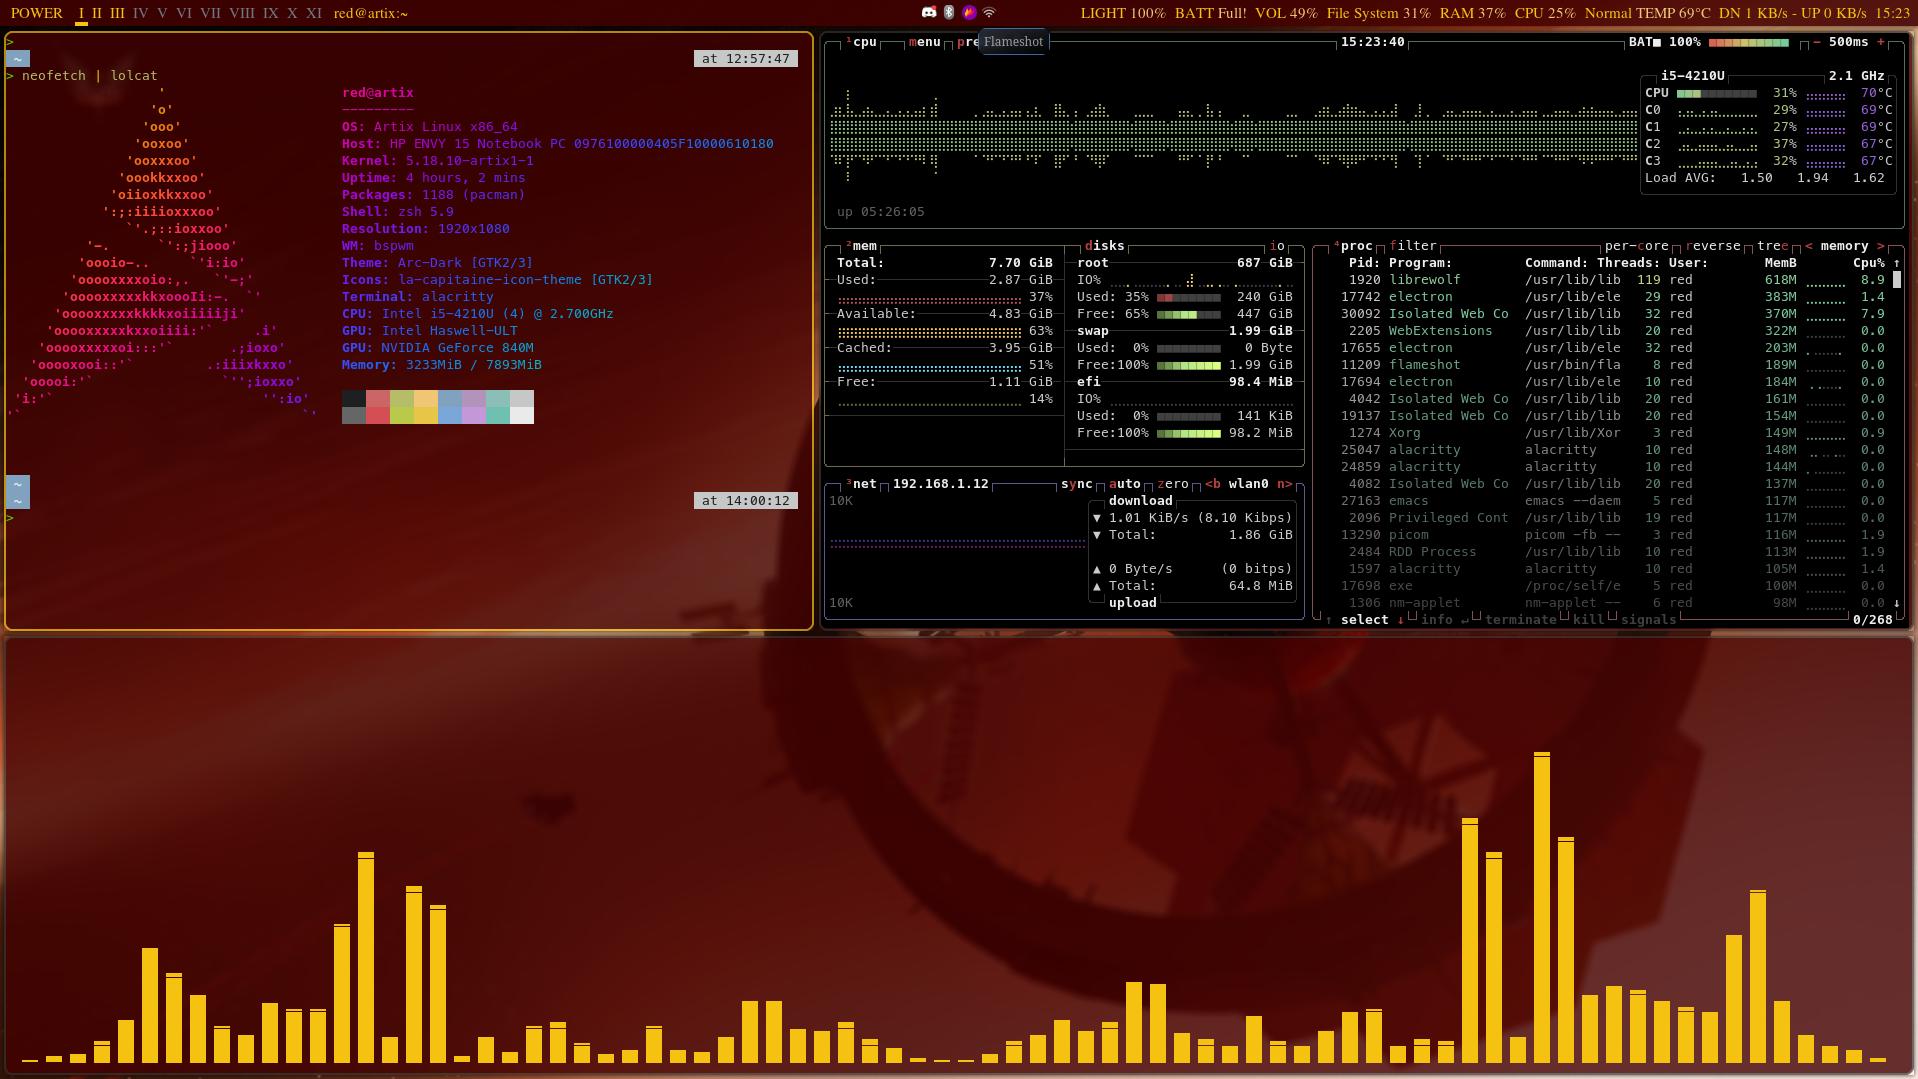 POWER I II III IV V VI VII VIII IX X XI red@artix:~ LIGHT 100% BATT Full! VOL 49% File System 31% RAM 37% CPU 25% Normal TEMP 69°C DN 1 KB/s - UP 0 KB/s 15:23
Flameshot
>
~ at 12:57:47
> neofetch | lolcat
'
'o'
'ooo'
'ooxoo'
'ooxxxoo'
'oookkxxoo'
'oiioxkkxxoo'
':;:iiiioxxxoo'
`'.;::ioxxoo'
'-. `':;jiooo'
'oooio-.. `'i:io'
'ooooxxxxoio:,. `'-;'
'ooooxxxxxkkxoooIi:-. `'
'ooooxxxxxkkkkxoiiiiiji'
'ooooxxxxxkxxoiiii:'` .i'
'ooooxxxxxoi:::'` .;ioxo'
'ooooxooi::'` .:iiixkxxo'
'ooooi:'` `'';ioxxo'
'i:'` '':io'
'` `'
red@artix
---------
OS: Artix Linux x86_64
Host: HP ENVY 15 Notebook PC 0976100000405F10000610180
Kernel: 5.18.10-artix1-1
Uptime: 4 hours, 2 mins
Packages: 1188 (pacman)
Shell: zsh 5.9
Resolution: 1920x1080
WM: bspwm
Theme: Arc-Dark [GTK2/3]
Icons: la-capitaine-icon-theme [GTK2/3]
Terminal: alacritty
CPU: Intel i5-4210U (4) @ 2.700GHz
GPU: Intel Haswell-ULT
GPU: NVIDIA GeForce 840M
Memory: 3233MiB / 7893MiB
~
~ at 14:00:12
>
¹cpu menu 15:23:40 BAT■ 100% - 500ms +
i5-4210U 2.1 GHz
CPU 31% 70°C
C0 29% 69°C
C1 27% 69°C
C2 37% 67°C
C3 32% 67°C
Load AVG: 1.50 1.94 1.62
up 05:26:05
²mem
Total: 7.70 GiB
Used: 2.87 GiB
37%
Available: 4.83 GiB
63%
Cached: 3.95 GiB
51%
Free: 1.11 GiB
14%
disks io
root 687 GiB
IO%
Used: 35% 240 GiB
Free: 65% 447 GiB
swap 1.99 GiB
Used: 0% 0 Byte
Free:100% 1.99 GiB
efi 98.4 MiB
IO%
Used: 0% 141 KiB
Free:100% 98.2 MiB
³net 192.168.1.12 sync auto zero <b wlan0 n>
10K
download
▼ 1.01 KiB/s (8.10 Kibps)
▼ Total: 1.86 GiB
▲ 0 Byte/s (0 bitps)
▲ Total: 64.8 MiB
upload
10K
⁴proc filter per-core reverse tree < memory >
Pid: Program: Command: Threads: User: MemB Cpu% ↑
1920 librewolf /usr/lib/lib 119 red 618M 8.9
17742 electron /usr/lib/ele 29 red 383M 1.4
30092 Isolated Web Co /usr/lib/lib 32 red 370M 7.9
2205 WebExtensions /usr/lib/lib 20 red 322M 0.0
17655 electron /usr/lib/ele 32 red 203M 0.0
11209 flameshot /usr/bin/fla 8 red 189M 0.0
17694 electron /usr/lib/ele 10 red 184M 0.0
4042 Isolated Web Co /usr/lib/lib 20 red 161M 0.0
19137 Isolated Web Co /usr/lib/lib 20 red 154M 0.0
1274 Xorg /usr/lib/Xor 3 red 149M 0.9
25047 alacritty alacritty 10 red 148M 0.0
24859 alacritty alacritty 10 red 144M 0.0
4082 Isolated Web Co /usr/lib/lib 20 red 137M 0.0
27163 emacs emacs --daem 5 red 117M 0.0
2096 Privileged Cont /usr/lib/lib 19 red 117M 0.0
13290 picom picom -fb -- 3 red 116M 1.9
2484 RDD Process /usr/lib/lib 10 red 113M 1.9
1597 alacritty alacritty 10 red 105M 1.4
17698 exe /proc/self/e 5 red 100M 0.0
1306 nm-applet nm-applet -- 6 red 98M 0.0 ↓
↑ select ↓ info ↵ terminate kill signals 0/268